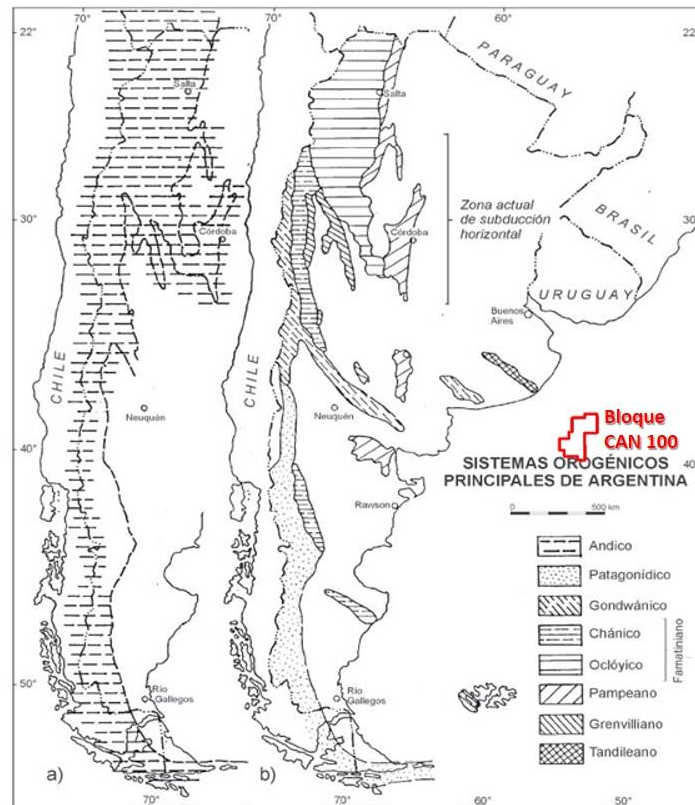 70°
70°
60°
22°
22
PARAGUAY
Salta
Salta
Zona actual
de subducción
horizontal
30°
30
BRASIL
Córdoba
Córdoba
URUGUAY
Buenos
Aires
CHILE
CHILE
Neuquén
Neuquén
Bloque
CAN 100
40°
40
SISTEMAS OROGÉNICOS
PRINCIPALES DE ARGENTINA
Rawson
0 500 km
Andico
Patagonídico
Gondwánico
Chánico
Oclóyico
Famatiniano
Pampeano
Grenvilliano
Tandileano
50°
Río
Gallegos
Río
Gallegos
a)
b)
70°
70°
60°
50°